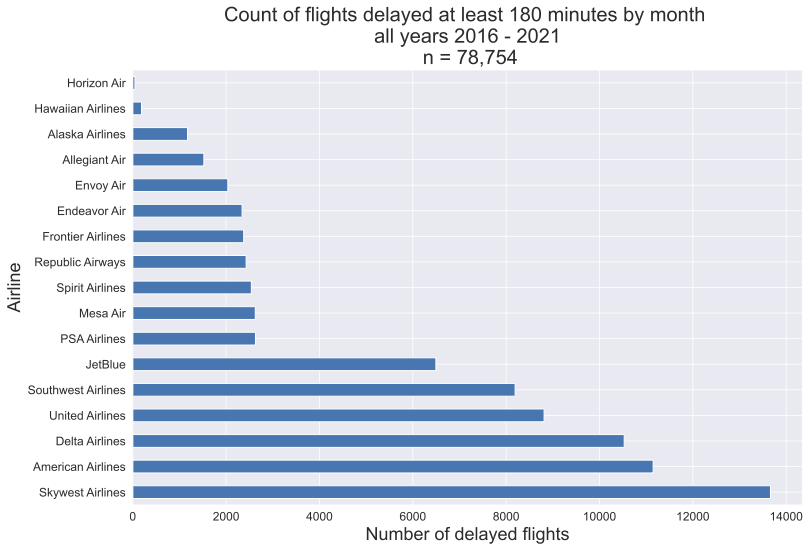 Count of flights delayed at least 180 minutes by month
all years 2016 - 2021
n = 78,754
Airline
Horizon Air
Hawaiian Airlines
Alaska Airlines
Allegiant Air
Envoy Air
Endeavor Air
Frontier Airlines
Republic Airways
Spirit Airlines
Mesa Air
PSA Airlines
JetBlue
Southwest Airlines
United Airlines
Delta Airlines
American Airlines
Skywest Airlines
0 2000 4000 6000 8000 10000 12000 14000
Number of delayed flights